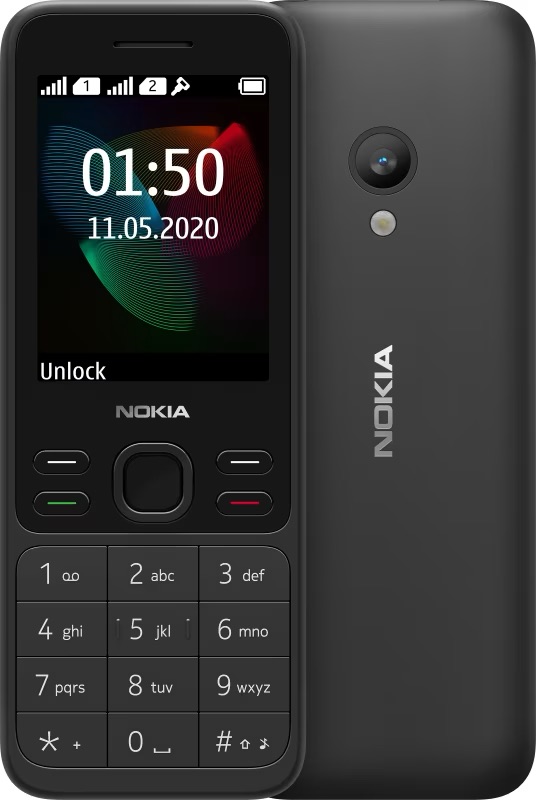 1 2
01:50
11.05.2020
Unlock
NOKIA
1
2 abc
3 def
4 ghi
5 jkl
6 mno
7 pqrs
8 tuv
9 wxyz
* +
0
#
NOKIA